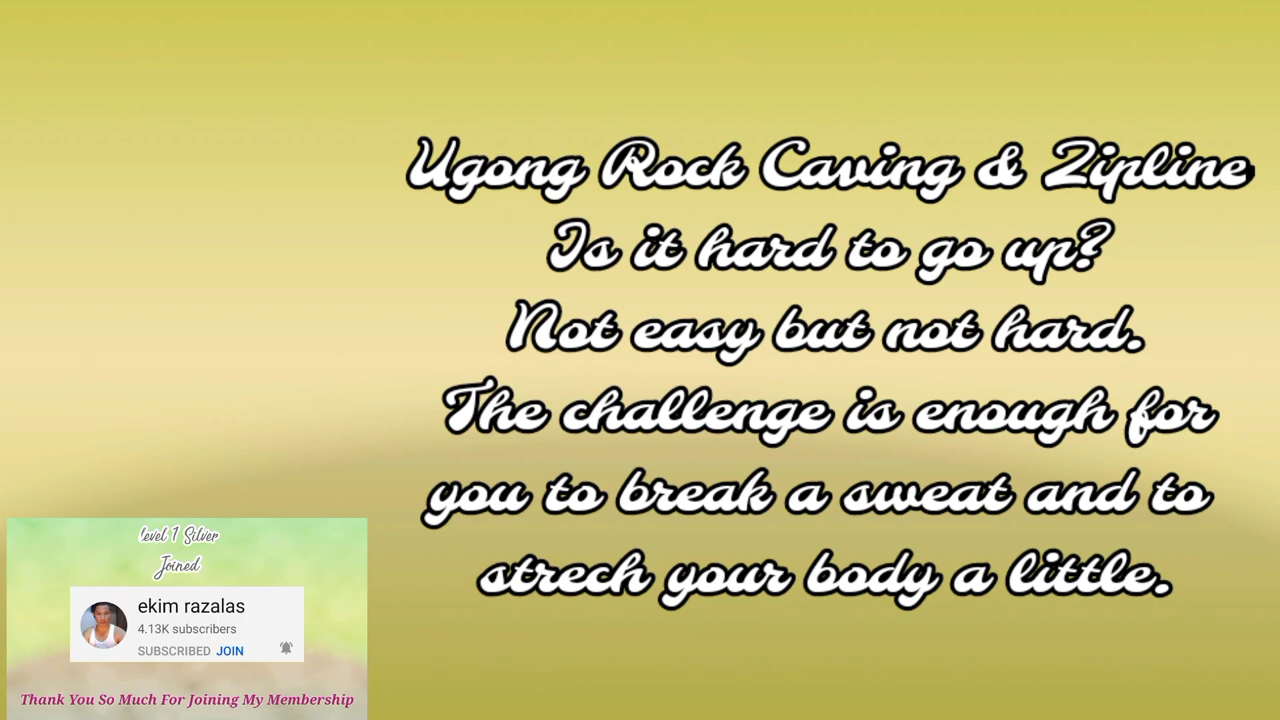 Ugong Rock Caving & Zipline
Is it hard to go up?
Not easy but not hard.
The challenge is enough for
you to break a sweat and to
strech your body a little.
level 1 Silver
Joined
ekim razalas
4.13K subscribers
SUBSCRIBED JOIN
Thank You So Much For Joining My Membership